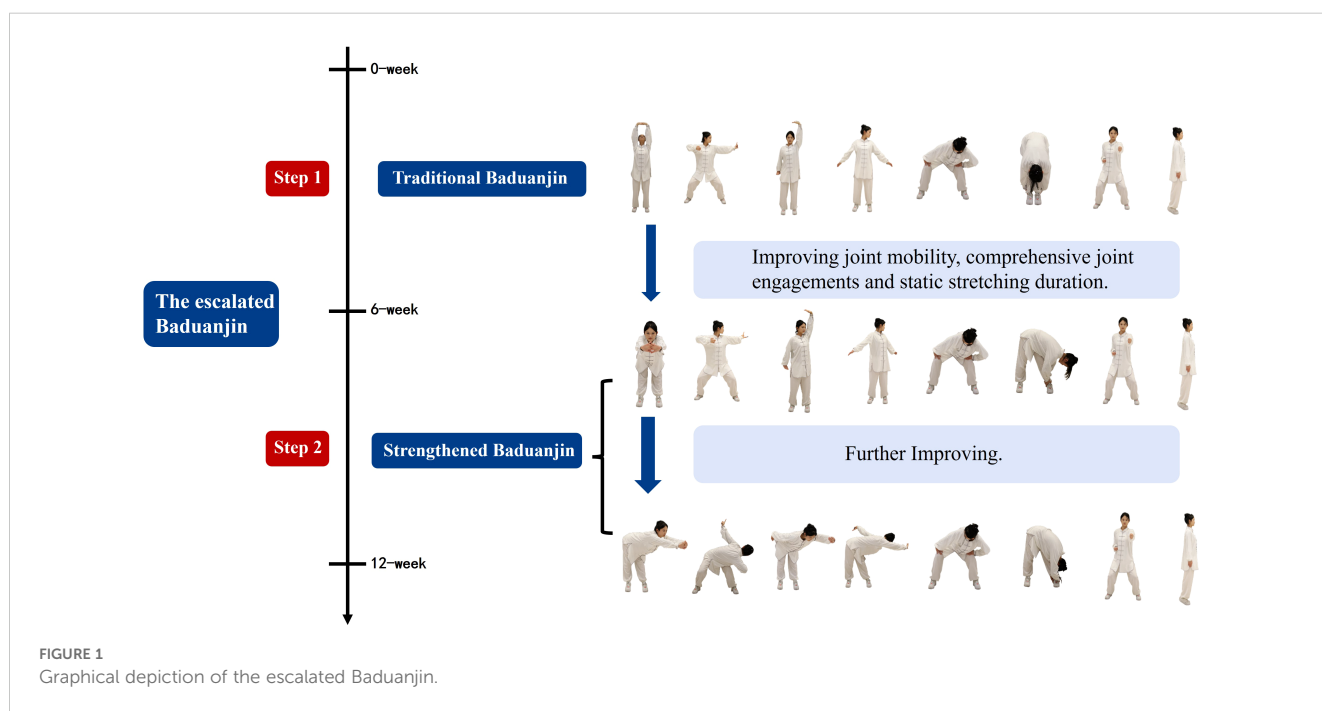 0-week
Step 1
Traditional Baduanjin
Improving joint mobility, comprehensive joint
engagements and static stretching duration.
The escalated
Baduanjin
6-week
Step 2
Strengthened Baduanjin
Further Improving.
12-week
FIGURE 1
Graphical depiction of the escalated Baduanjin.